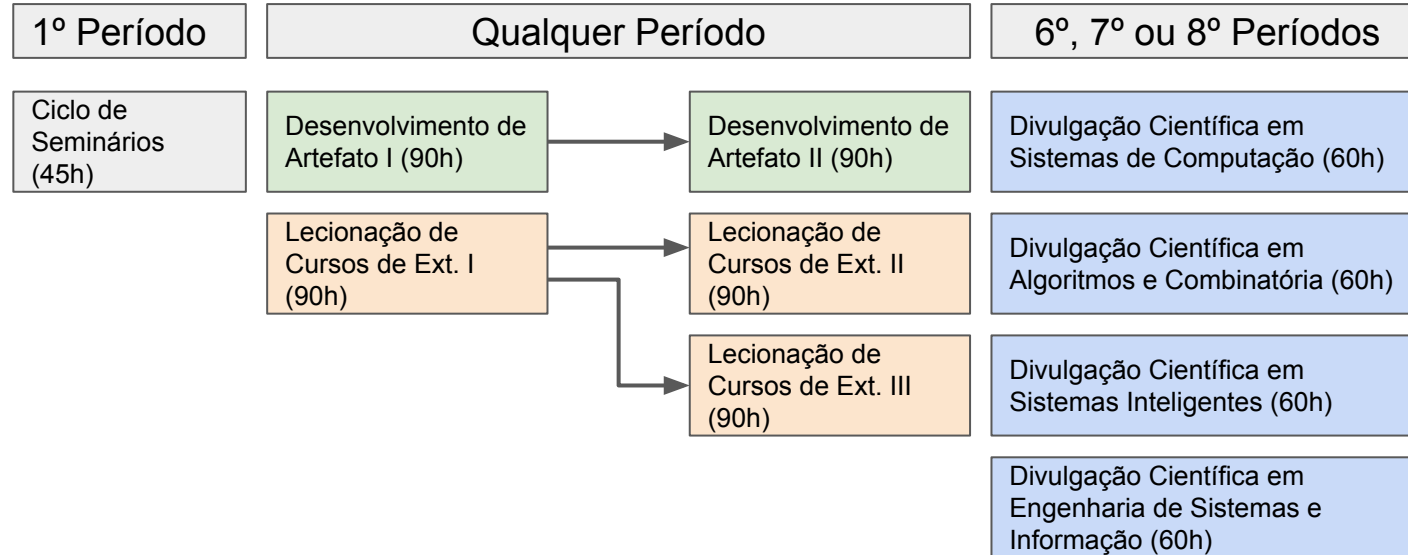 1º Período
Qualquer Período
6º, 7º ou 8º Períodos
Ciclo de
Seminários
(45h)
Desenvolvimento de
Artefato I (90h)
Desenvolvimento de
Artefato II (90h)
Divulgação Científica em
Sistemas de Computação (60h)
Lecionação de
Cursos de Ext. I
(90h)
Lecionação de
Cursos de Ext. II
(90h)
Divulgação Científica em
Algoritmos e Combinatória (60h)
Lecionação de
Cursos de Ext. III
(90h)
Divulgação Científica em
Sistemas Inteligentes (60h)
Divulgação Científica em
Engenharia de Sistemas e
Informação (60h)